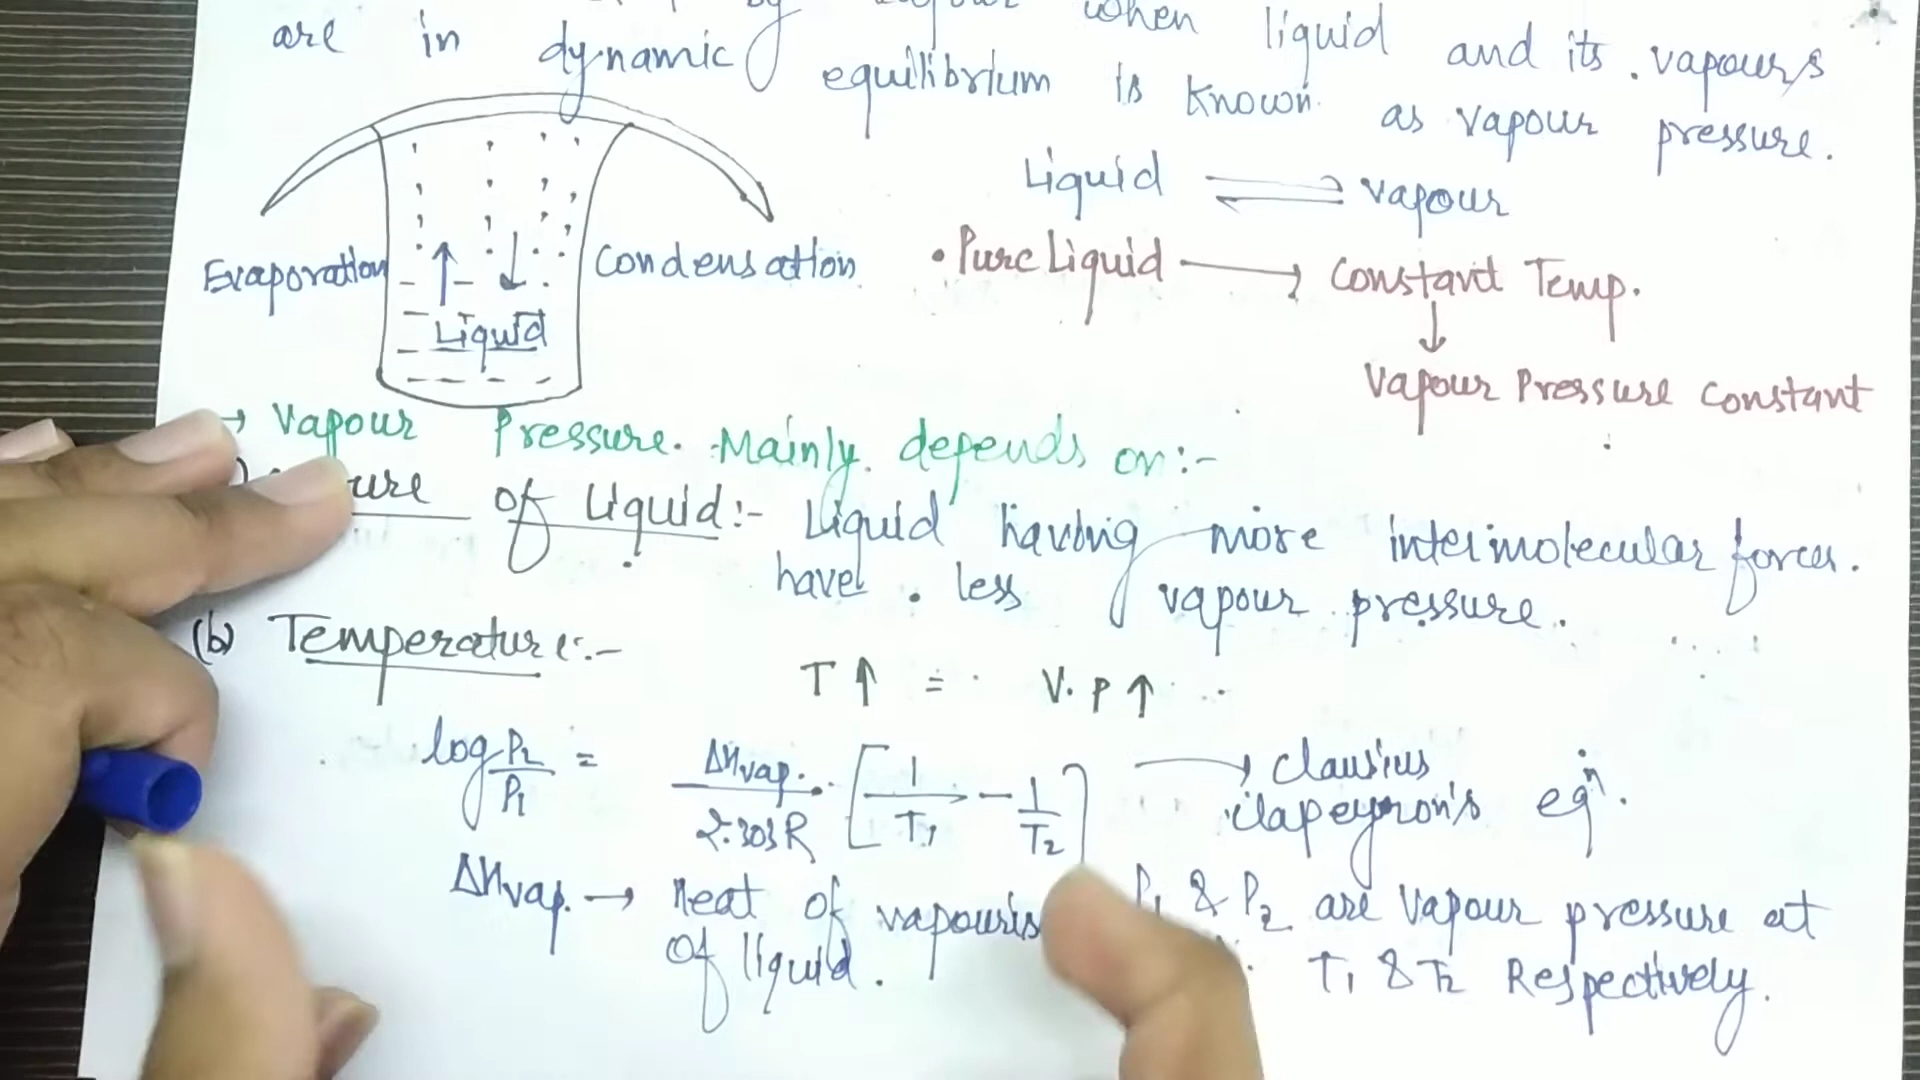 when liquid and its vapours
are in dynamic equilibrium is known as vapour pressure.
Liquid ⇌ vapour
Evaporation
Condensation
Liquid
• Pure Liquid → Constant Temp.
↓
Vapour Pressure Constant
→ Vapour Pressure. Mainly depends on:-
of Liquid:- Liquid having more intermolecular forces.
have less vapour pressure.
(b) Temperature:-
T↑ = V.P↑
log P2/P1 = ΔHvap./2.303R [1/T1 - 1/T2] → Clausius
Clapeyron's eqn.
ΔHvap. → Heat of P1 & P2 are vapour pressure at
of liquid. T1 & T2 Respectively.